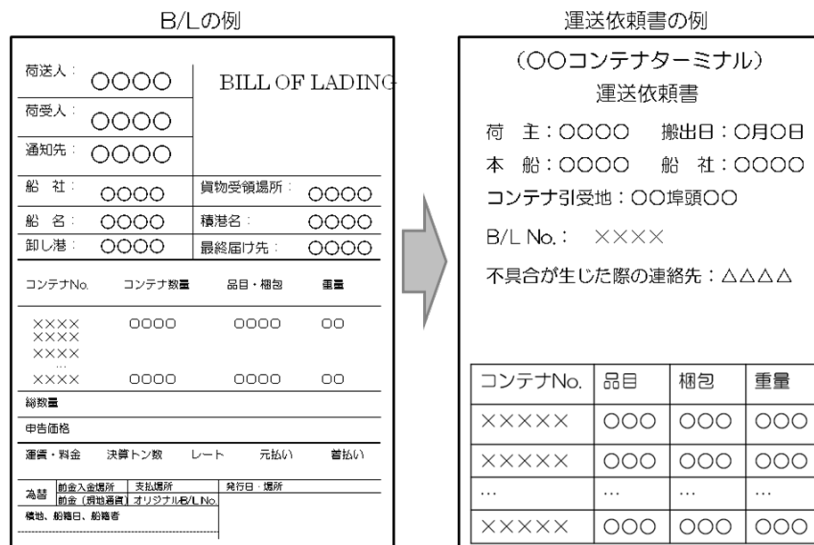 B/Lの例
荷送人： 〇〇〇〇
BILL OF LADING
荷受人： 〇〇〇〇
通知先： 〇〇〇〇
船　社： 〇〇〇〇 貨物受領場所： 〇〇〇〇
船　名： 〇〇〇〇 積港名： 〇〇〇〇
卸し港： 〇〇〇〇 最終届け先： 〇〇〇〇
コンテナNo. コンテナ数量 品目・梱包 重量
×××× 〇〇〇〇 〇〇〇〇 〇〇
××××
××××
…
×××× 〇〇〇〇 〇〇〇〇 〇〇
総数量
申告価格
運賃・料金 決算トン数 レート 元払い 着払い
為替 前金入金場所 支払場所 発行日・場所
前金（現地通貨） オリジナルB/L No.
積地、船積日、船積者
運送依頼書の例
（〇〇コンテナターミナル）
運送依頼書
荷　主：〇〇〇〇 搬出日：〇月〇日
本　船：〇〇〇〇 船　社：〇〇〇〇
コンテナ引受地：〇〇埠頭〇〇
B/L No.： ××××
不具合が生じた際の連絡先：△△△△
コンテナNo. 品目 梱包 重量
××××× 〇〇〇 〇〇〇 〇〇〇
××××× 〇〇〇 〇〇〇 〇〇〇
… … … …
××××× 〇〇〇 〇〇〇 〇〇〇